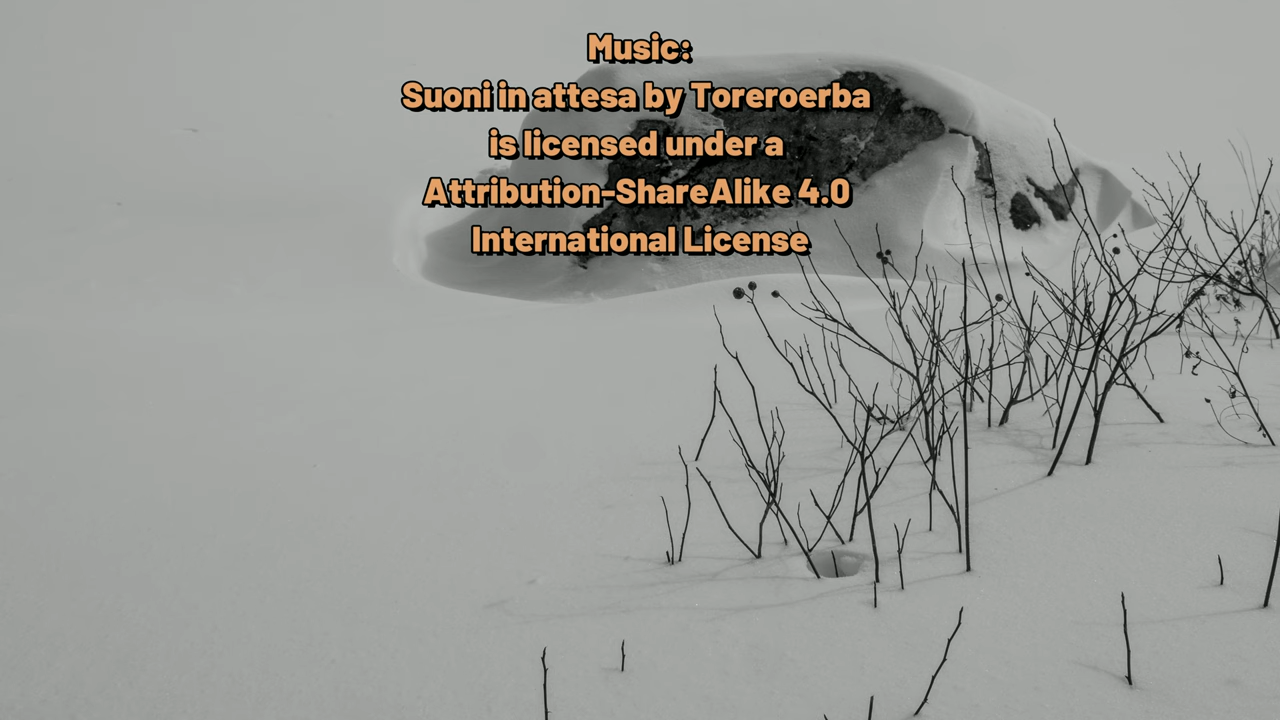 Music:
Suoni in attesa by Toreroerba
is licensed under a
Attribution-ShareAlike 4.0
International License